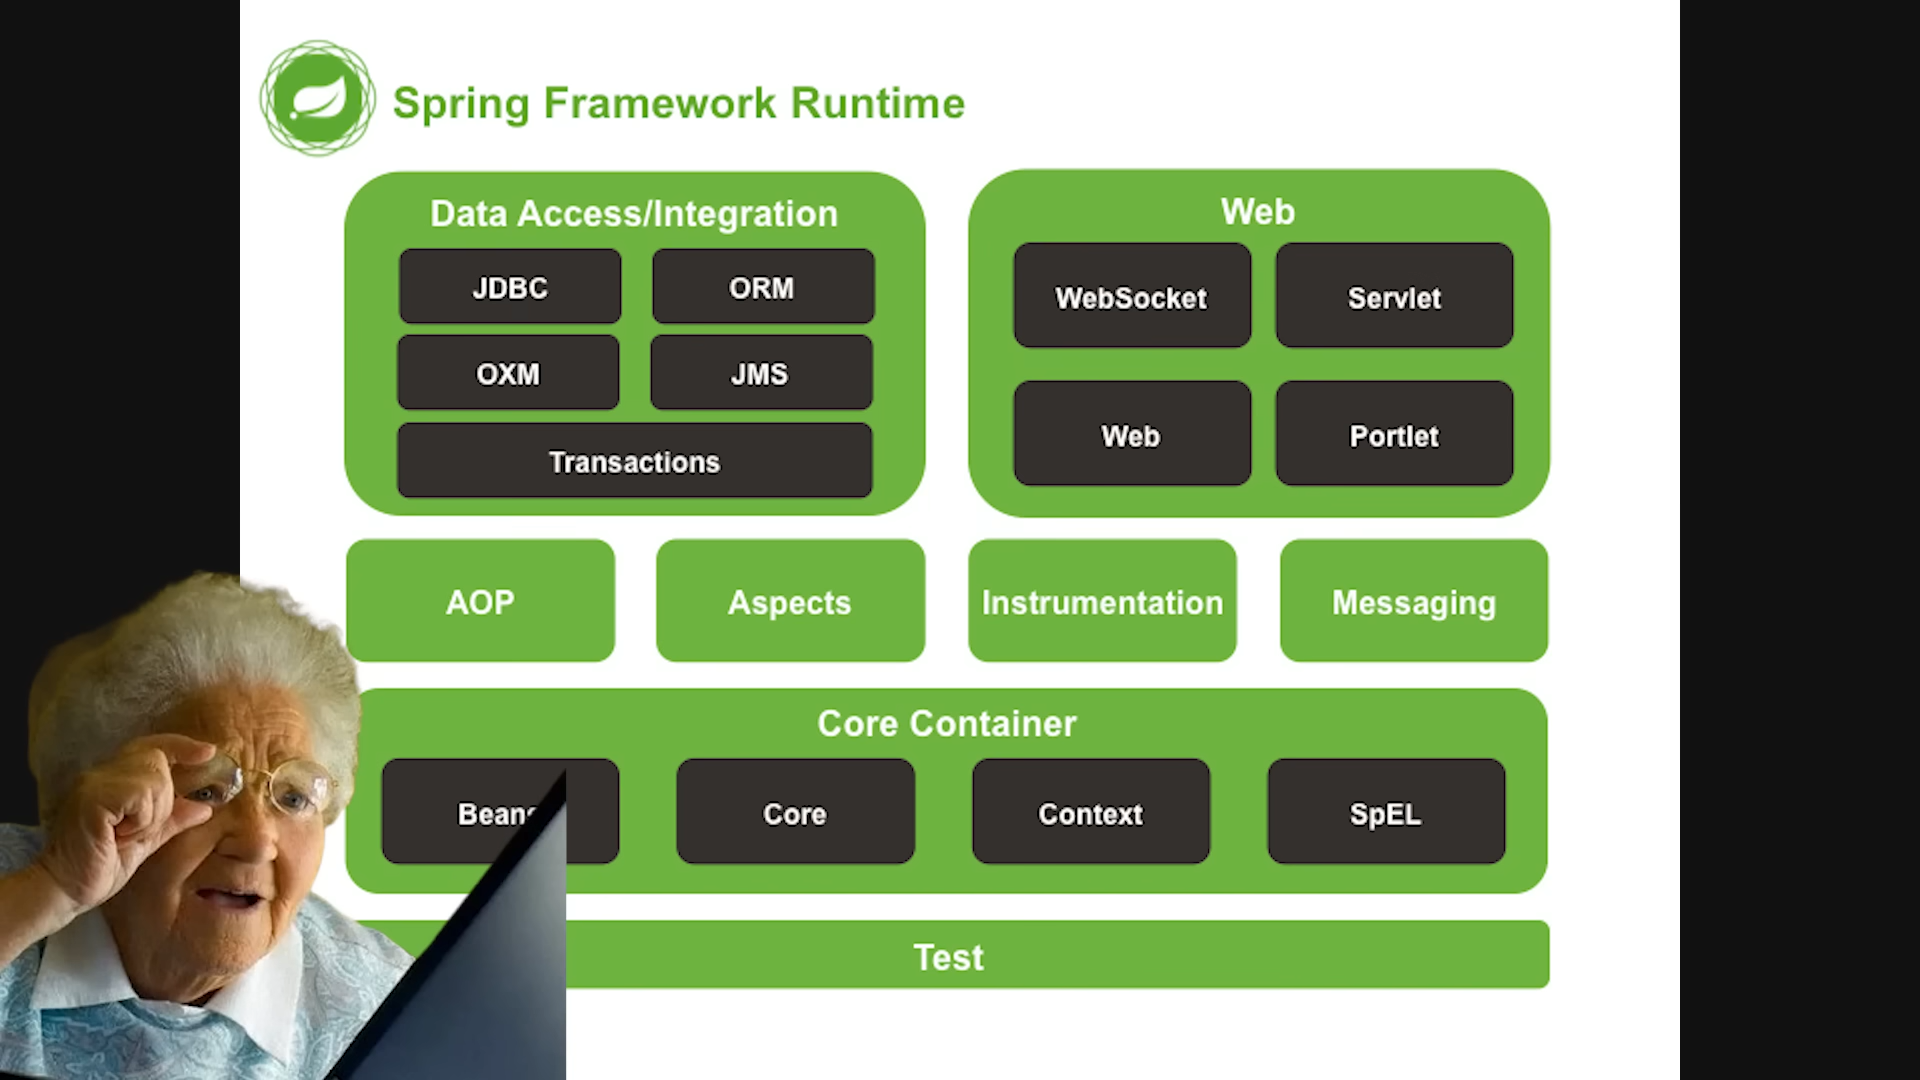 Spring Framework Runtime
Data Access/Integration
JDBC
ORM
OXM
JMS
Transactions
Web
WebSocket
Servlet
Web
Portlet
AOP
Aspects
Instrumentation
Messaging
Core Container
Beans
Core
Context
SpEL
Test